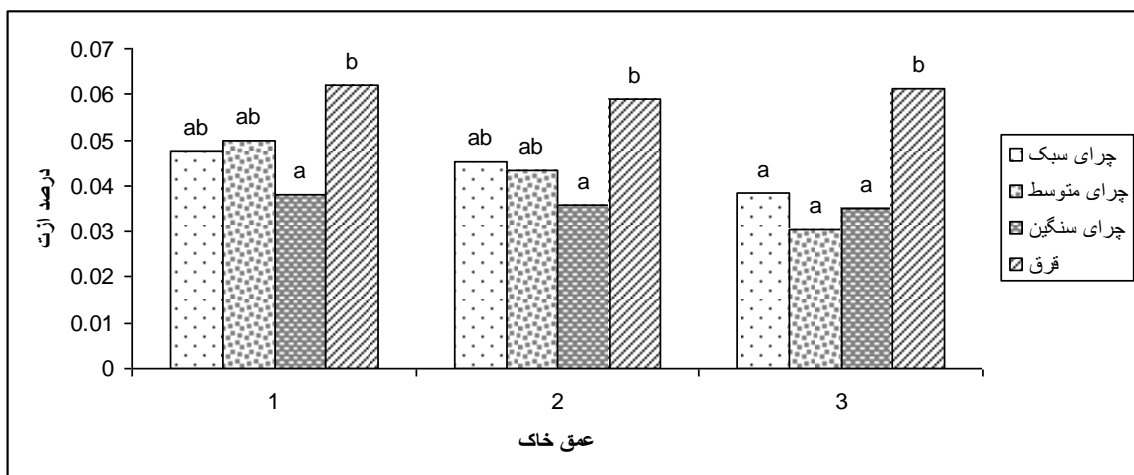 0.07
0.06
0.05
0.04
0.03
0.02
0.01
0
درصد ازت
ab
ab
a
b
ab
ab
a
b
a
a
a
b
1
2
3
عمق خاک
چرای سبک
چرای متوسط
چرای سنگین
قرق